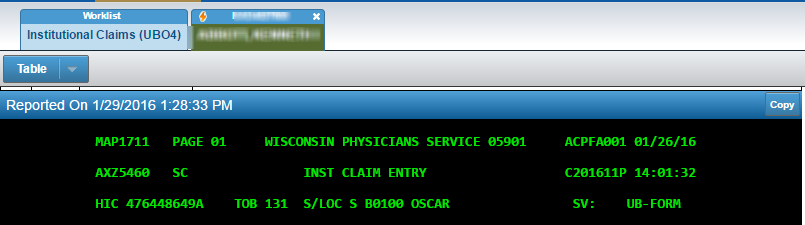 Worklist
Institutional Claims (UBO4)
Table
Reported On 1/29/2016 1:28:33 PM
Copy
MAP1711 PAGE 01 WISCONSIN PHYSICIANS SERVICE 05901 ACPFA001 01/26/16
AXZ5460 SC INST CLAIM ENTRY C201611P 14:01:32
HIC 476448649A TOB 131 S/LOC S B0100 OSCAR SV: UB-FORM